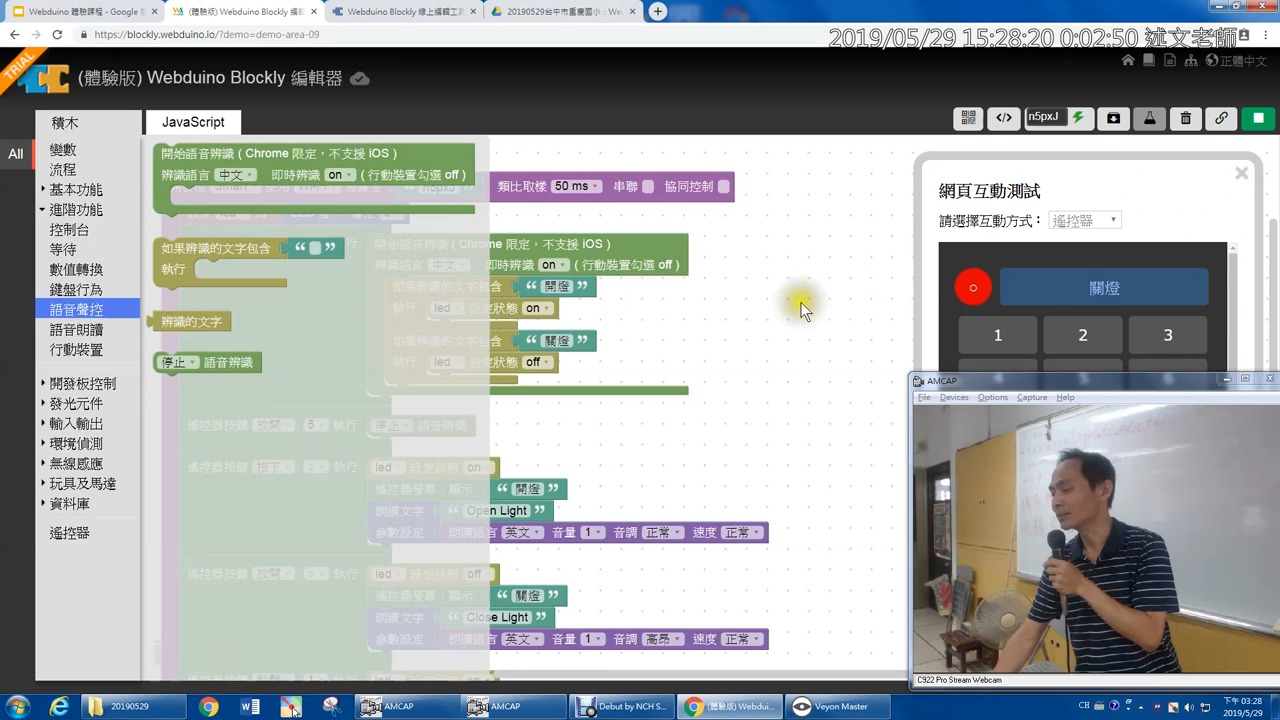 Webduino 體驗課程 - Google
(體驗版) Webduino Blockly 編輯
Webduino Blockly 線上編輯工具
20190529台中市重慶國小：We
https://blockly.webduino.io/?demo=demo-area-09
2019/05/29 15:28:20 0:02:50 述文老師
TRIAL
(體驗版) Webduino Blockly 編輯器
正體中文
積木
JavaScript
n5pxJ
All
變數
流程
基本功能
進階功能
控制台
等待
數值轉換
鍵盤行為
語音聲控
語音朗讀
行動裝置
開發板控制
發光元件
輸入輸出
環境偵測
無線感應
玩具及馬達
資料庫
遙控器
開始語音辨識 ( Chrome 限定，不支援 iOS )
辨識語言 中文 即時辨識 on ( 行動裝置勾選 off )
如果辨識的文字包含 “ ”
執行
辨識的文字
停止 語音辨識
類比取樣 50 ms 串聯 協同控制
開始語音辨識 ( Chrome 限定，不支援 iOS )
辨識語言 中文 即時辨識 on ( 行動裝置勾選 off )
如果辨識的文字包含 “ 開燈 ”
執行 led 設定狀態 on
如果辨識的文字包含 “ 關燈 ”
執行 led 設定狀態 off
遙控器按鍵 放開 5 執行 停止 語音辨識
遙控器按鍵 按下 執行 led 設定狀態 on
遙控器螢幕，顯示 “ 開燈 ”
朗讀文字 Open Light ”
參數設定 朗讀語言 英文 音量 1 音調 正常 速度 正常
遙控器按鍵 放開 執行 led 設定狀態 off
遙控器螢幕，顯示 “ 關燈 ”
朗讀文字 Close Light ”
參數設定 朗讀語言 英文 音量 1 音調 高昂 速度 正常
網頁互動測試
請選擇互動方式： 遙控器
關燈
1 2 3
AMCAP
File Devices Options Capture Help
C922 Pro Stream Webcam
20190529
AMCAP
AMCAP
Debut by NCH S...
(體驗版) Webdui...
Veyon Master
CH
下午 03:28
2019/5/29